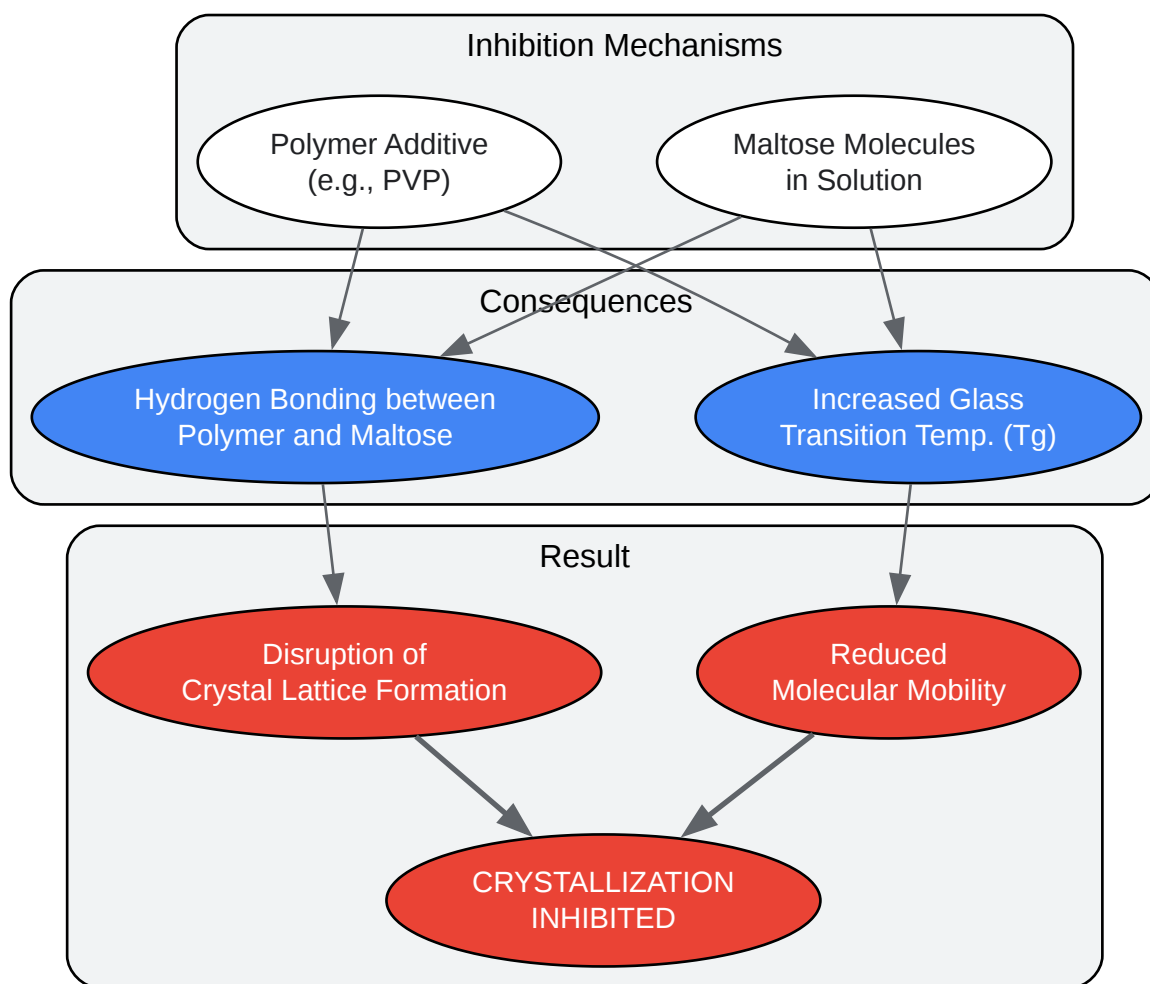 Inhibition Mechanisms
Polymer Additive
(e.g., PVP)
Maltose Molecules
in Solution
Consequences
Hydrogen Bonding between
Polymer and Maltose
Increased Glass
Transition Temp. (Tg)
Result
Disruption of
Crystal Lattice Formation
Reduced
Molecular Mobility
CRYSTALLIZATION
INHIBITED